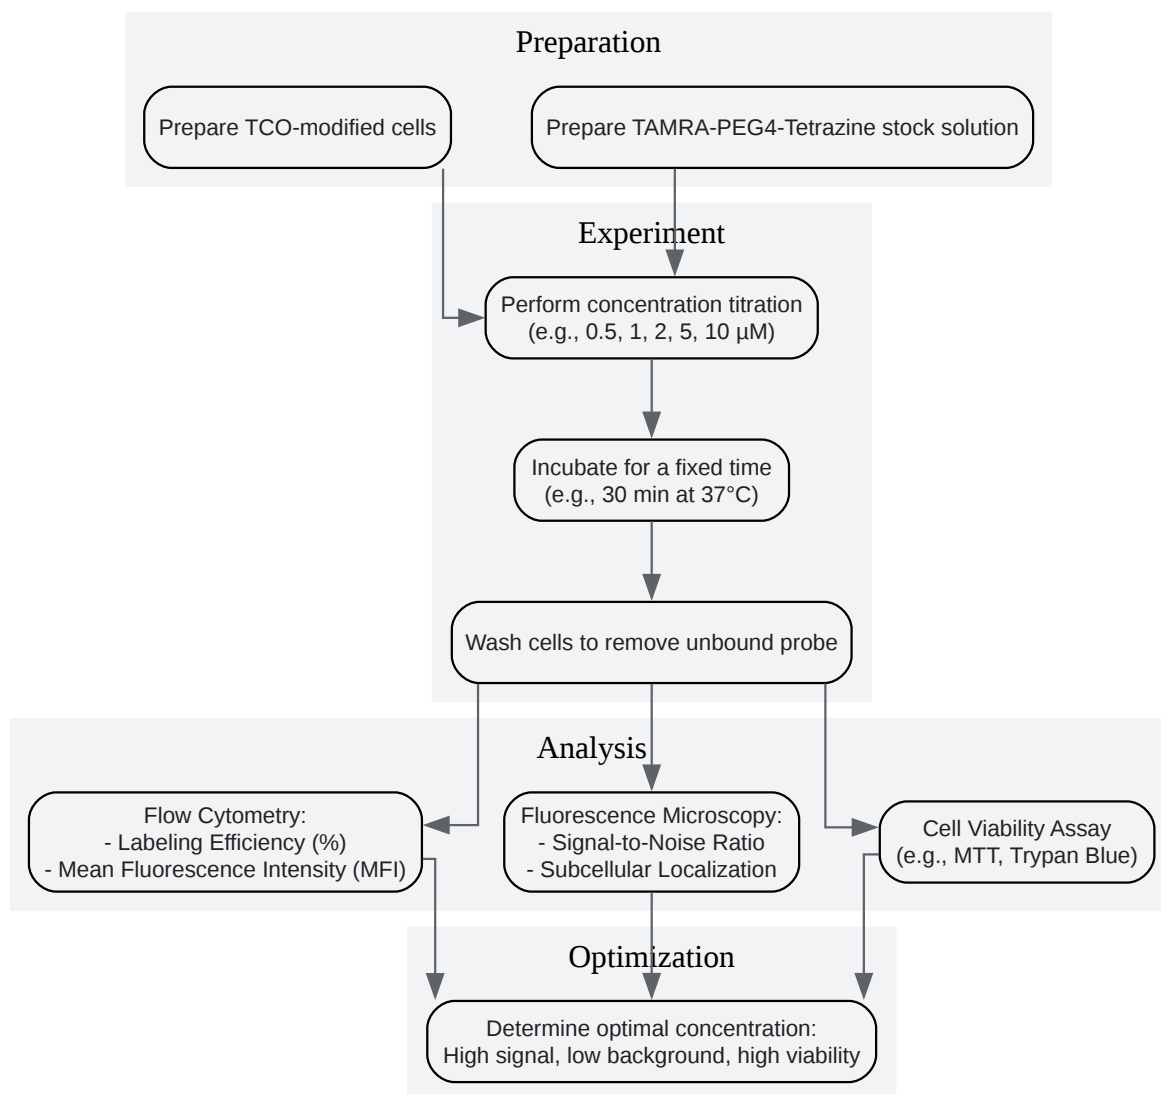 Preparation
Prepare TCO-modified cells
Prepare TAMRA-PEG4-Tetrazine stock solution
Experiment
Perform concentration titration
(e.g., 0.5, 1, 2, 5, 10 µM)
Incubate for a fixed time
(e.g., 30 min at 37°C)
Wash cells to remove unbound probe
Analysis
Flow Cytometry:
- Labeling Efficiency (%)
- Mean Fluorescence Intensity (MFI)
Fluorescence Microscopy:
- Signal-to-Noise Ratio
- Subcellular Localization
Cell Viability Assay
(e.g., MTT, Trypan Blue)
Optimization
Determine optimal concentration:
High signal, low background, high viability